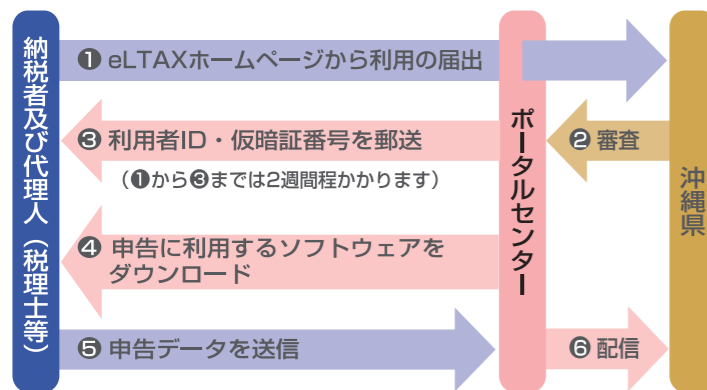 納税者及び代理人（税理士等）
❶ eLTAXホームページから利用の届出
❸ 利用者ID・仮暗証番号を郵送
（❶から❸までは2週間程かかります）
❹ 申告に利用するソフトウェアを
ダウンロード
❺ 申告データを送信
ポータルセンター
❷ 審査
❻ 配信
沖縄県